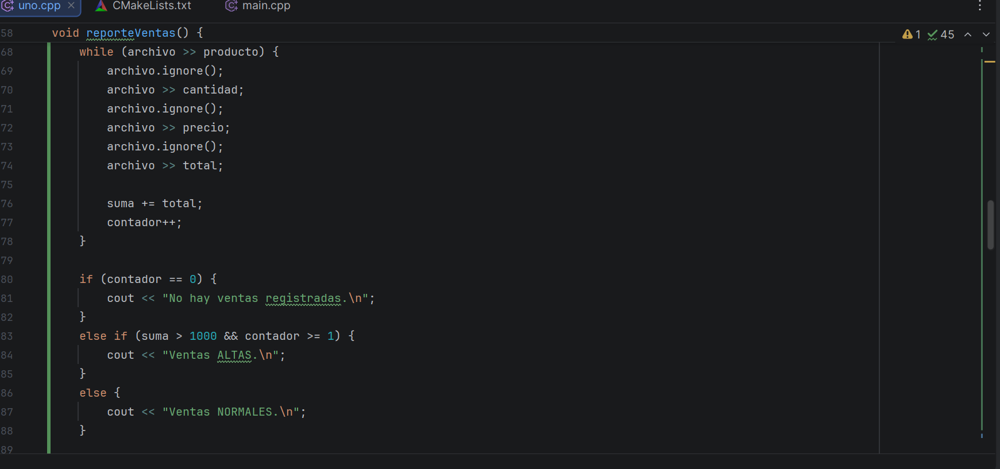 uno.cpp × CMakeLists.txt main.cpp
58 void reporteVentas() {
1 45
68 while (archivo >> producto) {
69 archivo.ignore();
70 archivo >> cantidad;
71 archivo.ignore();
72 archivo >> precio;
73 archivo.ignore();
74 archivo >> total;
75
76 suma += total;
77 contador++;
78 }
79
80 if (contador == 0) {
81 cout << "No hay ventas registradas.\n";
82 }
83 else if (suma > 1000 && contador >= 1) {
84 cout << "Ventas ALTAS.\n";
85 }
86 else {
87 cout << "Ventas NORMALES.\n";
88 }
89